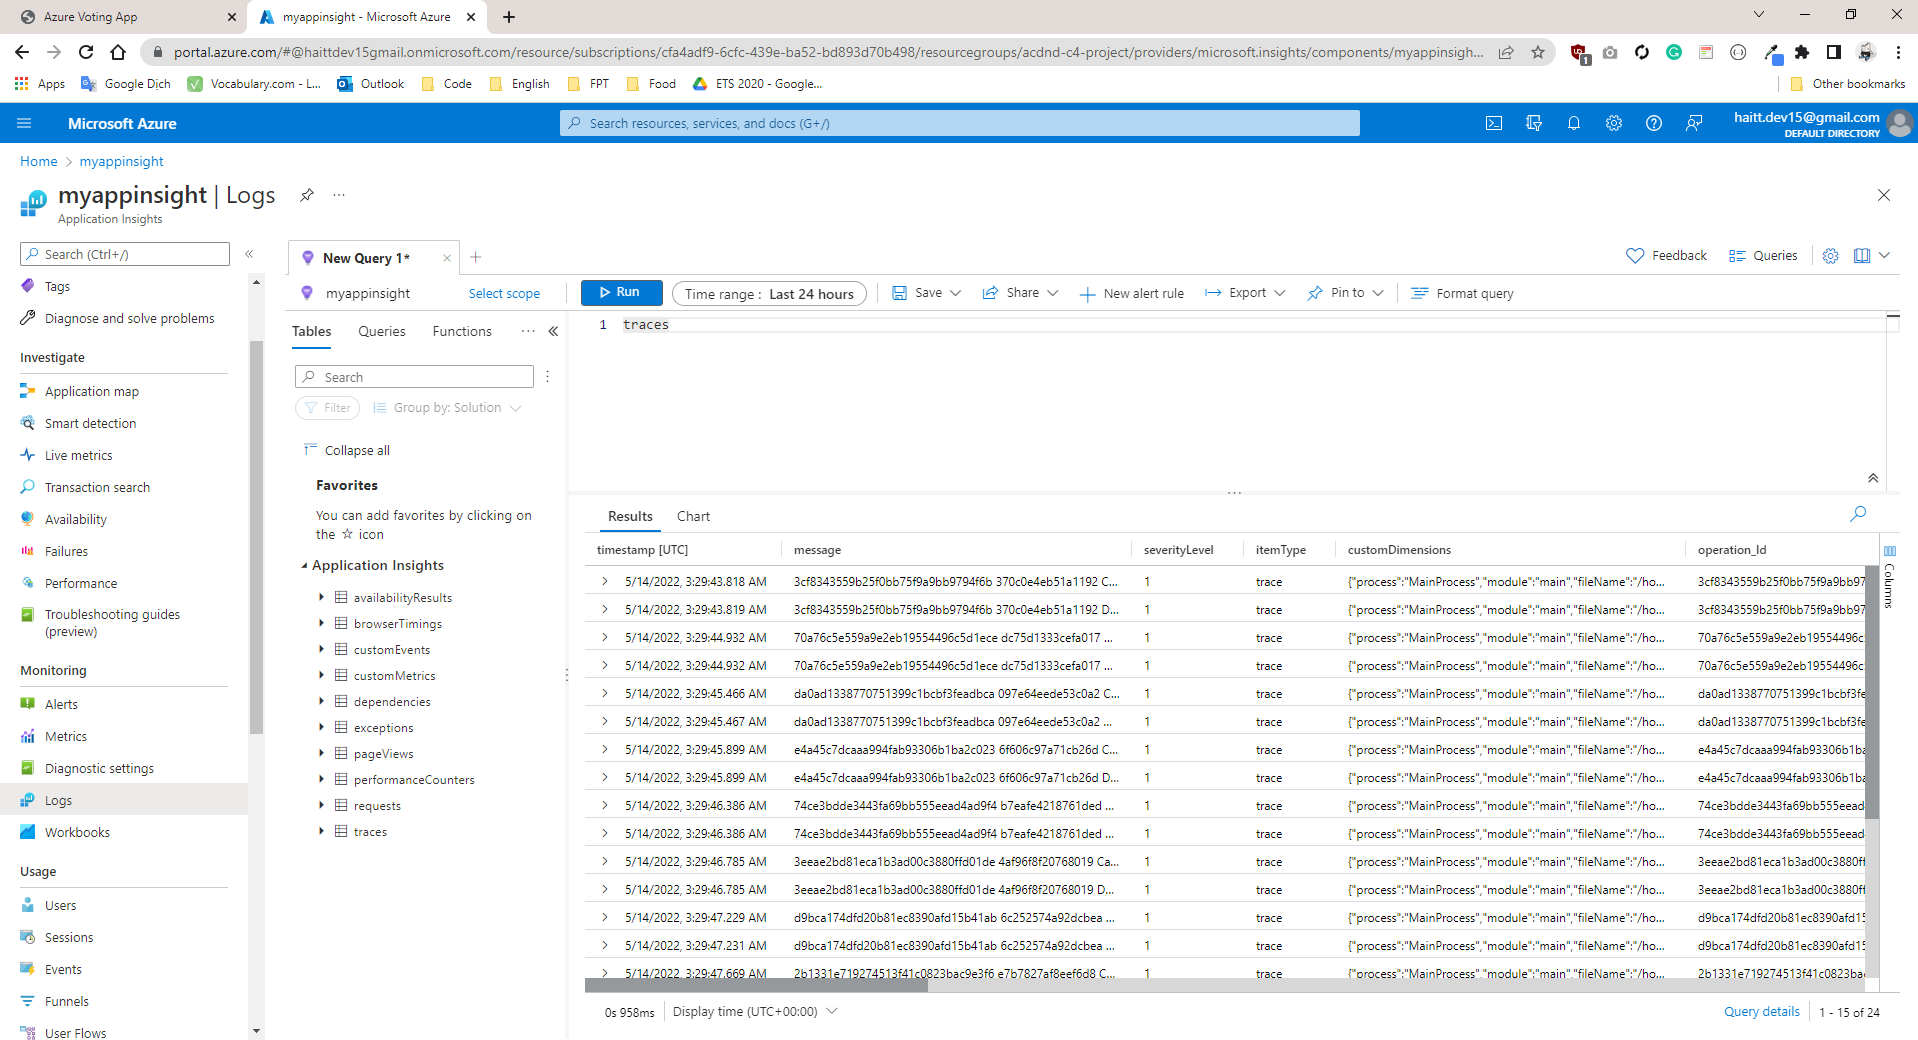 Azure Voting App
myappinsight - Microsoft Azure
portal.azure.com/#@haittdev15gmail.onmicrosoft.com/resource/subscriptions/cfa4adf9-6cfc-439e-ba52-bd893d70b498/resourcegroups/acdnd-c4-project/providers/microsoft.insights/components/myappinsigh...
1
Apps
Google Dịch
Vocabulary.com - L...
Outlook
Code
English
FPT
Food
ETS 2020 - Google...
Other bookmarks
Microsoft Azure
Search resources, services, and docs (G+/)
haitt.dev15@gmail.com
DEFAULT DIRECTORY
Home > myappinsight
myappinsight | Logs
Application Insights
Search (Ctrl+/)
Tags
Diagnose and solve problems
Investigate
Application map
Smart detection
Live metrics
Transaction search
Availability
Failures
Performance
Troubleshooting guides
(preview)
Monitoring
Alerts
Metrics
Diagnostic settings
Logs
Workbooks
Usage
Users
Sessions
Events
Funnels
User Flows
New Query 1*
Feedback
Queries
myappinsight
Select scope
Run
Time range : Last 24 hours
Save
Share
New alert rule
Export
Pin to
Format query
Tables
Queries
Functions
Search
Filter
Group by: Solution
Collapse all
Favorites
You can add favorites by clicking on
the ☆ icon
Application Insights
availabilityResults
browserTimings
customEvents
customMetrics
dependencies
exceptions
pageViews
performanceCounters
requests
traces
1 traces
Results
Chart
timestamp [UTC] message severityLevel itemType customDimensions operation_Id
5/14/2022, 3:29:43.818 AM 3cf8343559b25f0bb75f9a9bb9794f6b 370c0e4eb51a1192 C... 1 trace {"process":"MainProcess","module":"main","fileName":"/ho... 3cf8343559b25f0bb75f9a9bb97
5/14/2022, 3:29:43.819 AM 3cf8343559b25f0bb75f9a9bb9794f6b 370c0e4eb51a1192 D... 1 trace {"process":"MainProcess","module":"main","fileName":"/ho... 3cf8343559b25f0bb75f9a9bb97
5/14/2022, 3:29:44.932 AM 70a76c5e559a9e2eb19554496c5d1ece dc75d1333cefa017 ... 1 trace {"process":"MainProcess","module":"main","fileName":"/ho... 70a76c5e559a9e2eb19554496c
5/14/2022, 3:29:44.932 AM 70a76c5e559a9e2eb19554496c5d1ece dc75d1333cefa017 ... 1 trace {"process":"MainProcess","module":"main","fileName":"/ho... 70a76c5e559a9e2eb19554496c
5/14/2022, 3:29:45.466 AM da0ad1338770751399c1bcbf3feadbca 097e64eede53c0a2 C... 1 trace {"process":"MainProcess","module":"main","fileName":"/ho... da0ad1338770751399c1bcbf3fe
5/14/2022, 3:29:45.467 AM da0ad1338770751399c1bcbf3feadbca 097e64eede53c0a2 ... 1 trace {"process":"MainProcess","module":"main","fileName":"/ho... da0ad1338770751399c1bcbf3fe
5/14/2022, 3:29:45.899 AM e4a45c7dcaaa994fab93306b1ba2c023 6f606c97a71cb26d C... 1 trace {"process":"MainProcess","module":"main","fileName":"/ho... e4a45c7dcaaa994fab93306b1ba
5/14/2022, 3:29:45.899 AM e4a45c7dcaaa994fab93306b1ba2c023 6f606c97a71cb26d D... 1 trace {"process":"MainProcess","module":"main","fileName":"/ho... e4a45c7dcaaa994fab93306b1ba
5/14/2022, 3:29:46.386 AM 74ce3bdde3443fa69bb555eead4ad9f4 b7eafe4218761ded ... 1 trace {"process":"MainProcess","module":"main","fileName":"/ho... 74ce3bdde3443fa69bb555eead
5/14/2022, 3:29:46.386 AM 74ce3bdde3443fa69bb555eead4ad9f4 b7eafe4218761ded ... 1 trace {"process":"MainProcess","module":"main","fileName":"/ho... 74ce3bdde3443fa69bb555eead
5/14/2022, 3:29:46.785 AM 3eeae2bd81eca1b3ad00c3880ffd01de 4af96f8f20768019 Ca... 1 trace {"process":"MainProcess","module":"main","fileName":"/ho... 3eeae2bd81eca1b3ad00c3880ff
5/14/2022, 3:29:46.785 AM 3eeae2bd81eca1b3ad00c3880ffd01de 4af96f8f20768019 D... 1 trace {"process":"MainProcess","module":"main","fileName":"/ho... 3eeae2bd81eca1b3ad00c3880ff
5/14/2022, 3:29:47.229 AM d9bca174dfd20b81ec8390afd15b41ab 6c252574a92dcbea ... 1 trace {"process":"MainProcess","module":"main","fileName":"/ho... d9bca174dfd20b81ec8390afd15
5/14/2022, 3:29:47.231 AM d9bca174dfd20b81ec8390afd15b41ab 6c252574a92dcbea ... 1 trace {"process":"MainProcess","module":"main","fileName":"/ho... d9bca174dfd20b81ec8390afd15
5/14/2022, 3:29:47.669 AM 2b1331e719274513f41c0823bac9e3f6 e7b7827af8eef6d8 C... 1 trace {"process":"MainProcess","module":"main","fileName":"/ho... 2b1331e719274513f41c0823bac
Columns
0s 958ms
Display time (UTC+00:00)
Query details
1 - 15 of 24